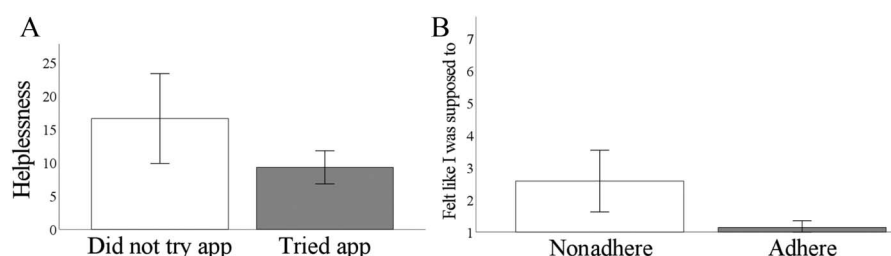 A
Helplessness
25
20
15
10
5
0
Did not try app
Tried app
B
Felt like I was supposed to
7
6
5
4
3
2
1
Nonadhere
Adhere